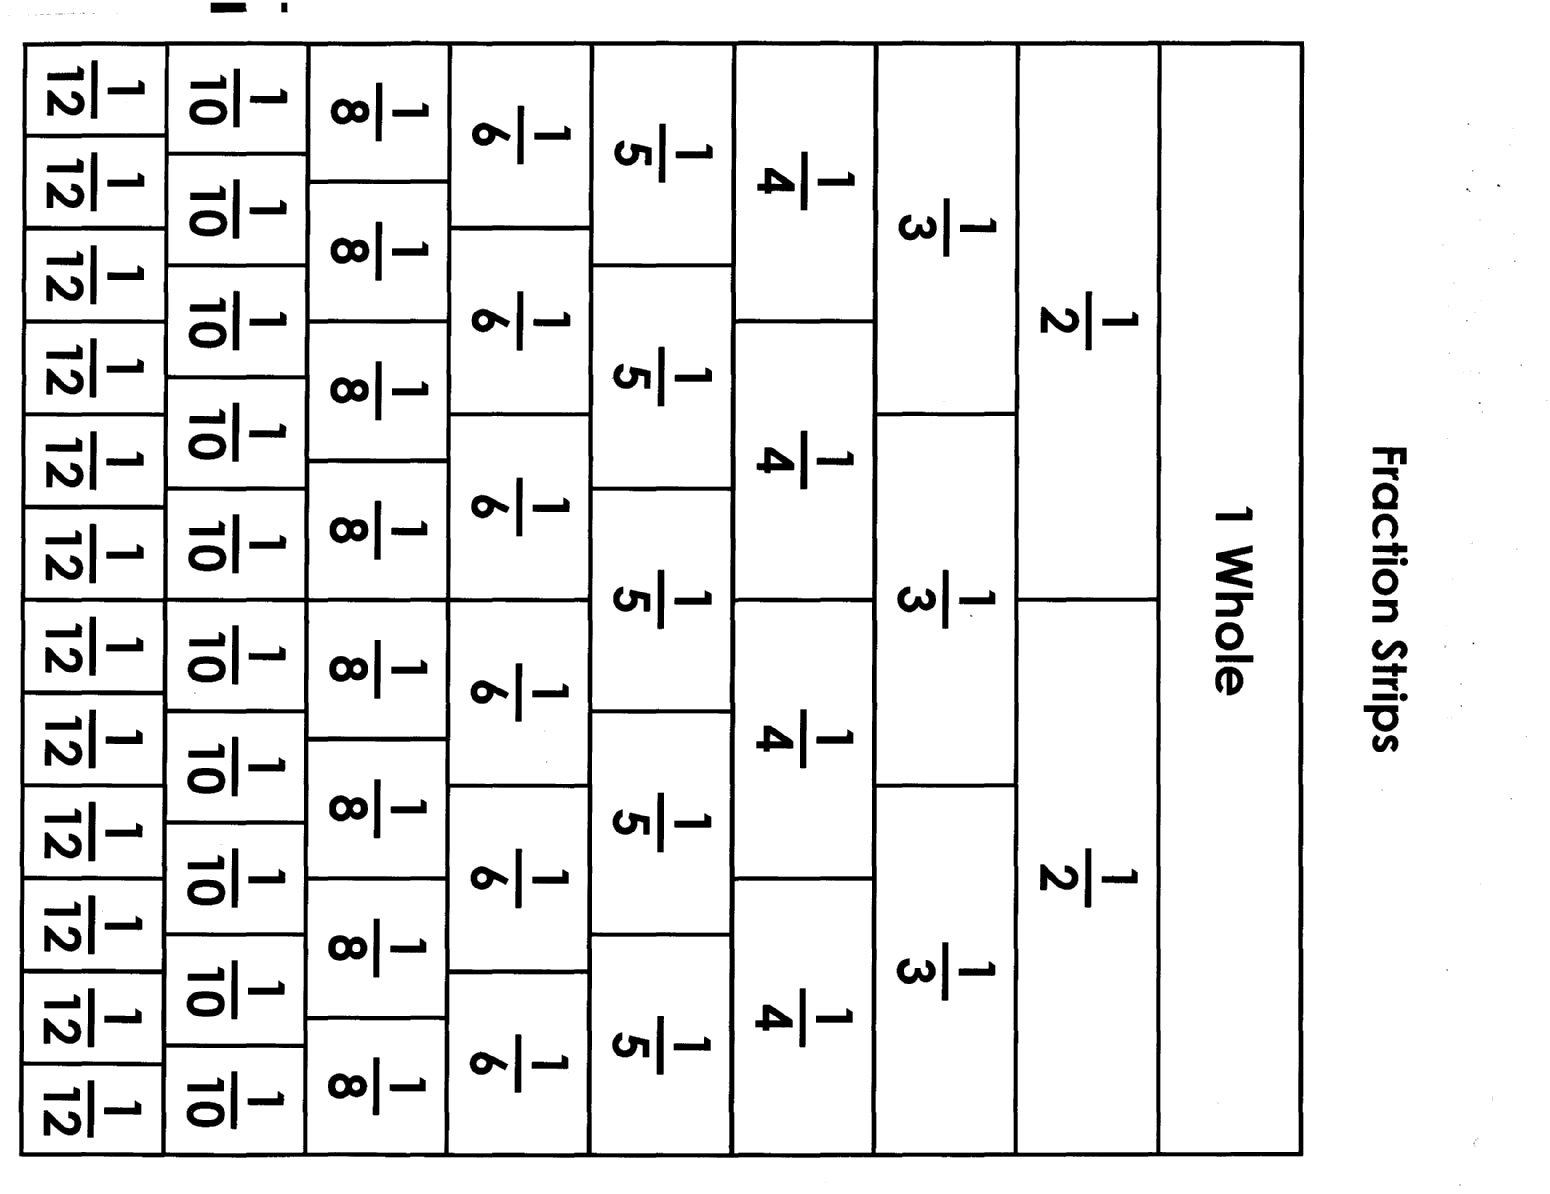 Fraction Strips
1 Whole
1/2 1/2
1/3 1/3 1/3
1/4 1/4 1/4 1/4
1/5 1/5 1/5 1/5 1/5
1/6 1/6 1/6 1/6 1/6 1/6
1/8 1/8 1/8 1/8 1/8 1/8 1/8 1/8
1/10 1/10 1/10 1/10 1/10 1/10 1/10 1/10 1/10 1/10
1/12 1/12 1/12 1/12 1/12 1/12 1/12 1/12 1/12 1/12 1/12 1/12